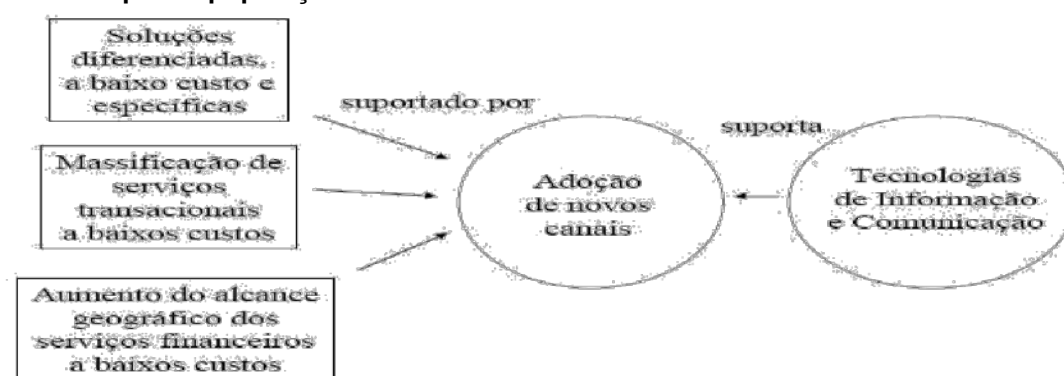 Soluções
diferenciadas,
a baixo custo e
específicas
suportado por
suporta
Massificação de
serviços
transacionais
a baixos custos
Adoção
de novos
canais
Tecnologias
de Informação
e Comunicação
Aumento do alcance
geográfico dos
serviços financeiros
a baixos custos